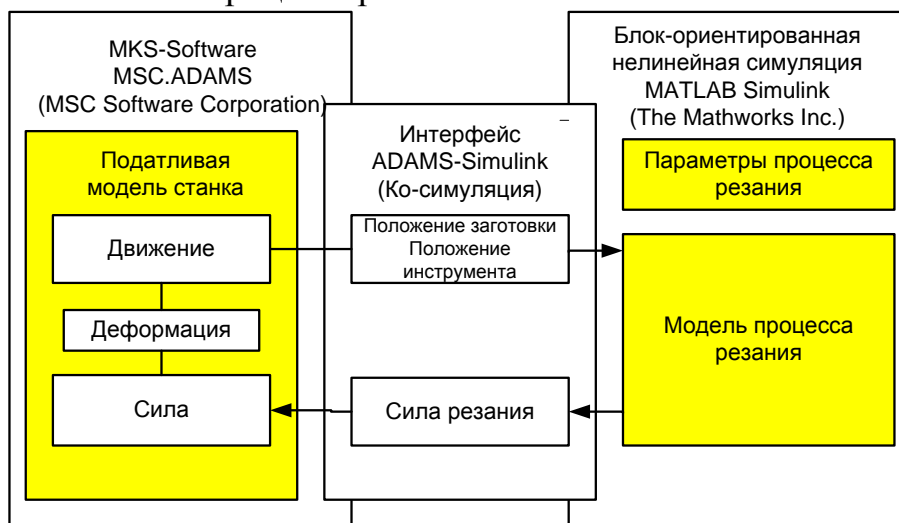 MKS-Software
MSC.ADAMS
(MSC Software Corporation)
Податливая
модель станка
Движение
Деформация
Сила
Интерфейс
ADAMS-Simulink
(Ко-симуляция)
Положение заготовки
Положение
инструмента
Сила резания
Блок-ориентированная
нелинейная симуляция
MATLAB Simulink
(The Mathworks Inc.)
Параметры процесса
резания
Модель процесса
резания